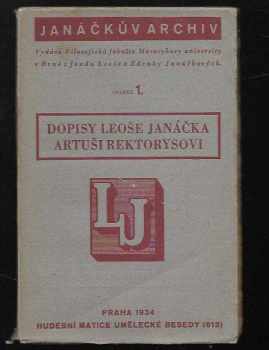 JANÁČKŮV ARCHIV
Vydává Filosofická fakulta Masarykovy university
v Brně z fondu Leoše a Zdenky Janáčkových.
SVAZEK 1.
DOPISY LEOŠE JANÁČKA
ARTUŠI REKTORYSOVI
LJ
PRAHA 1934
HUDEBNÍ MATICE UMĚLECKÉ BESEDY (612)